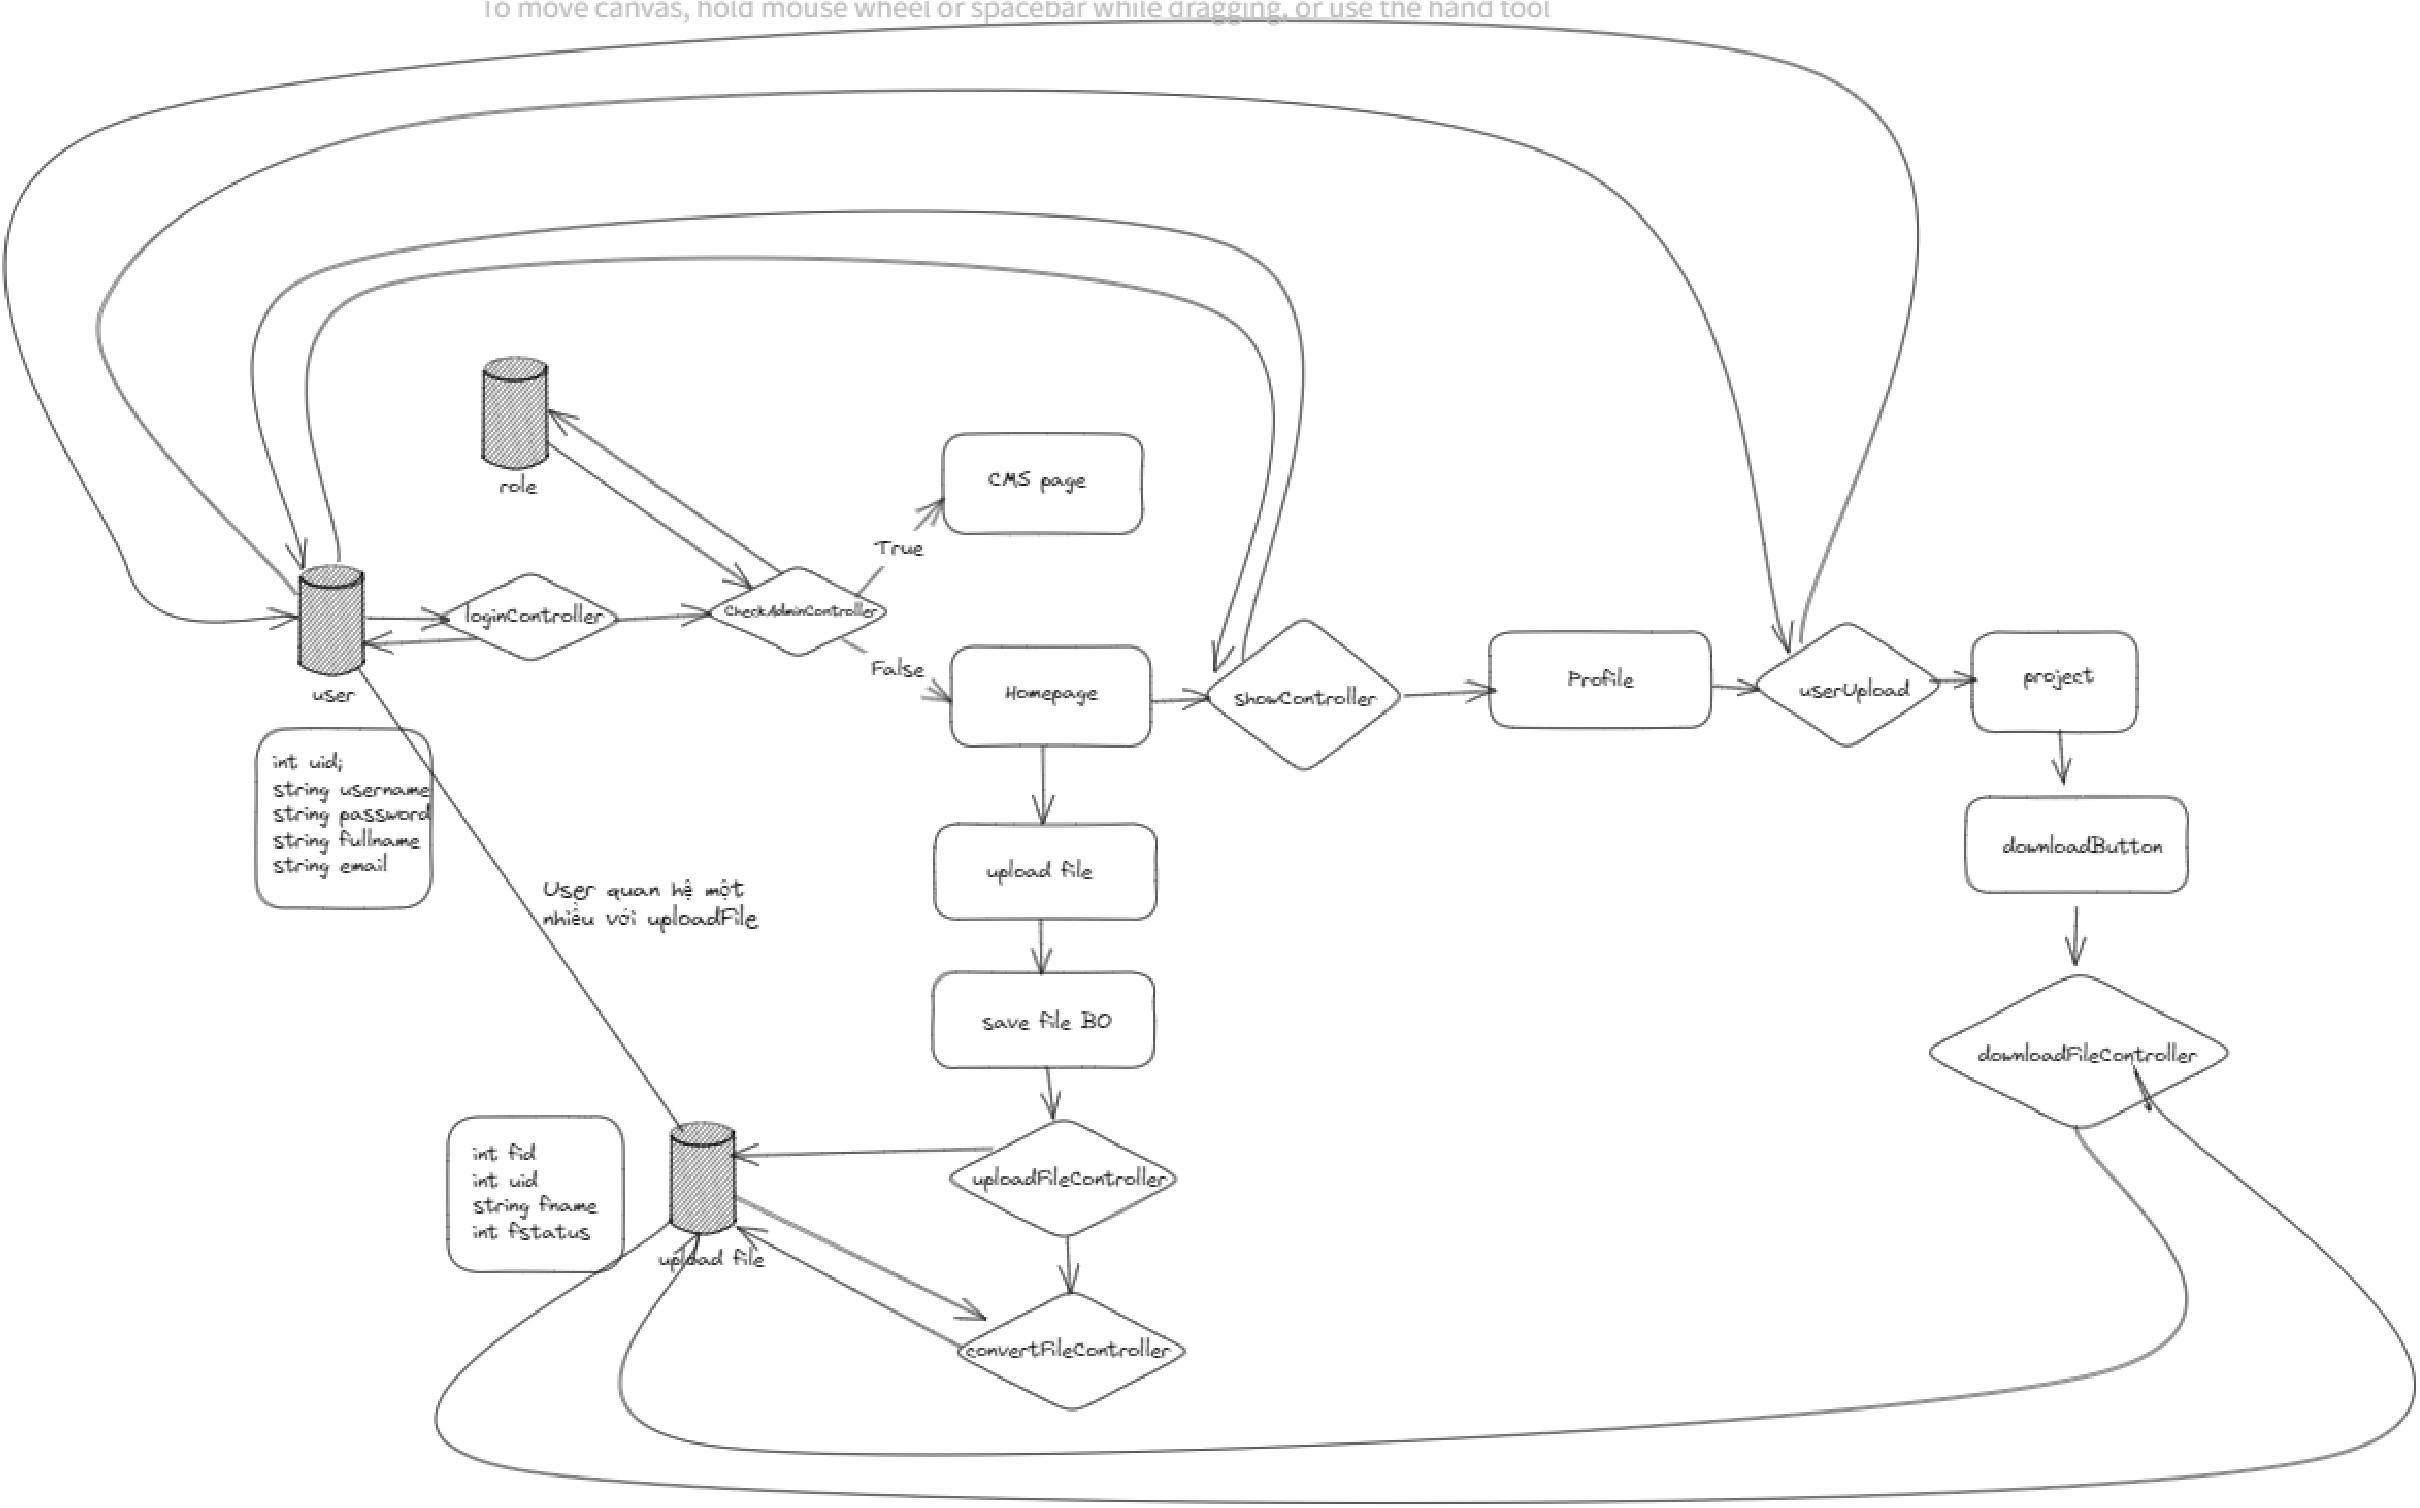 To move canvas, hold mouse wheel or spacebar while dragging, or use the hand tool
role
CMS page
True
loginController
CheckAdminController
False
user
Homepage
showController
Profile
userUpload
project
int uid;
string username
string password
string fullname
string email
upload file
downloadButton
User quan hệ một
nhiều với uploadFile
save file BO
downloadFileController
int fid
int uid
string fname
int fstatus
upload file
uploadFileController
convertFileController